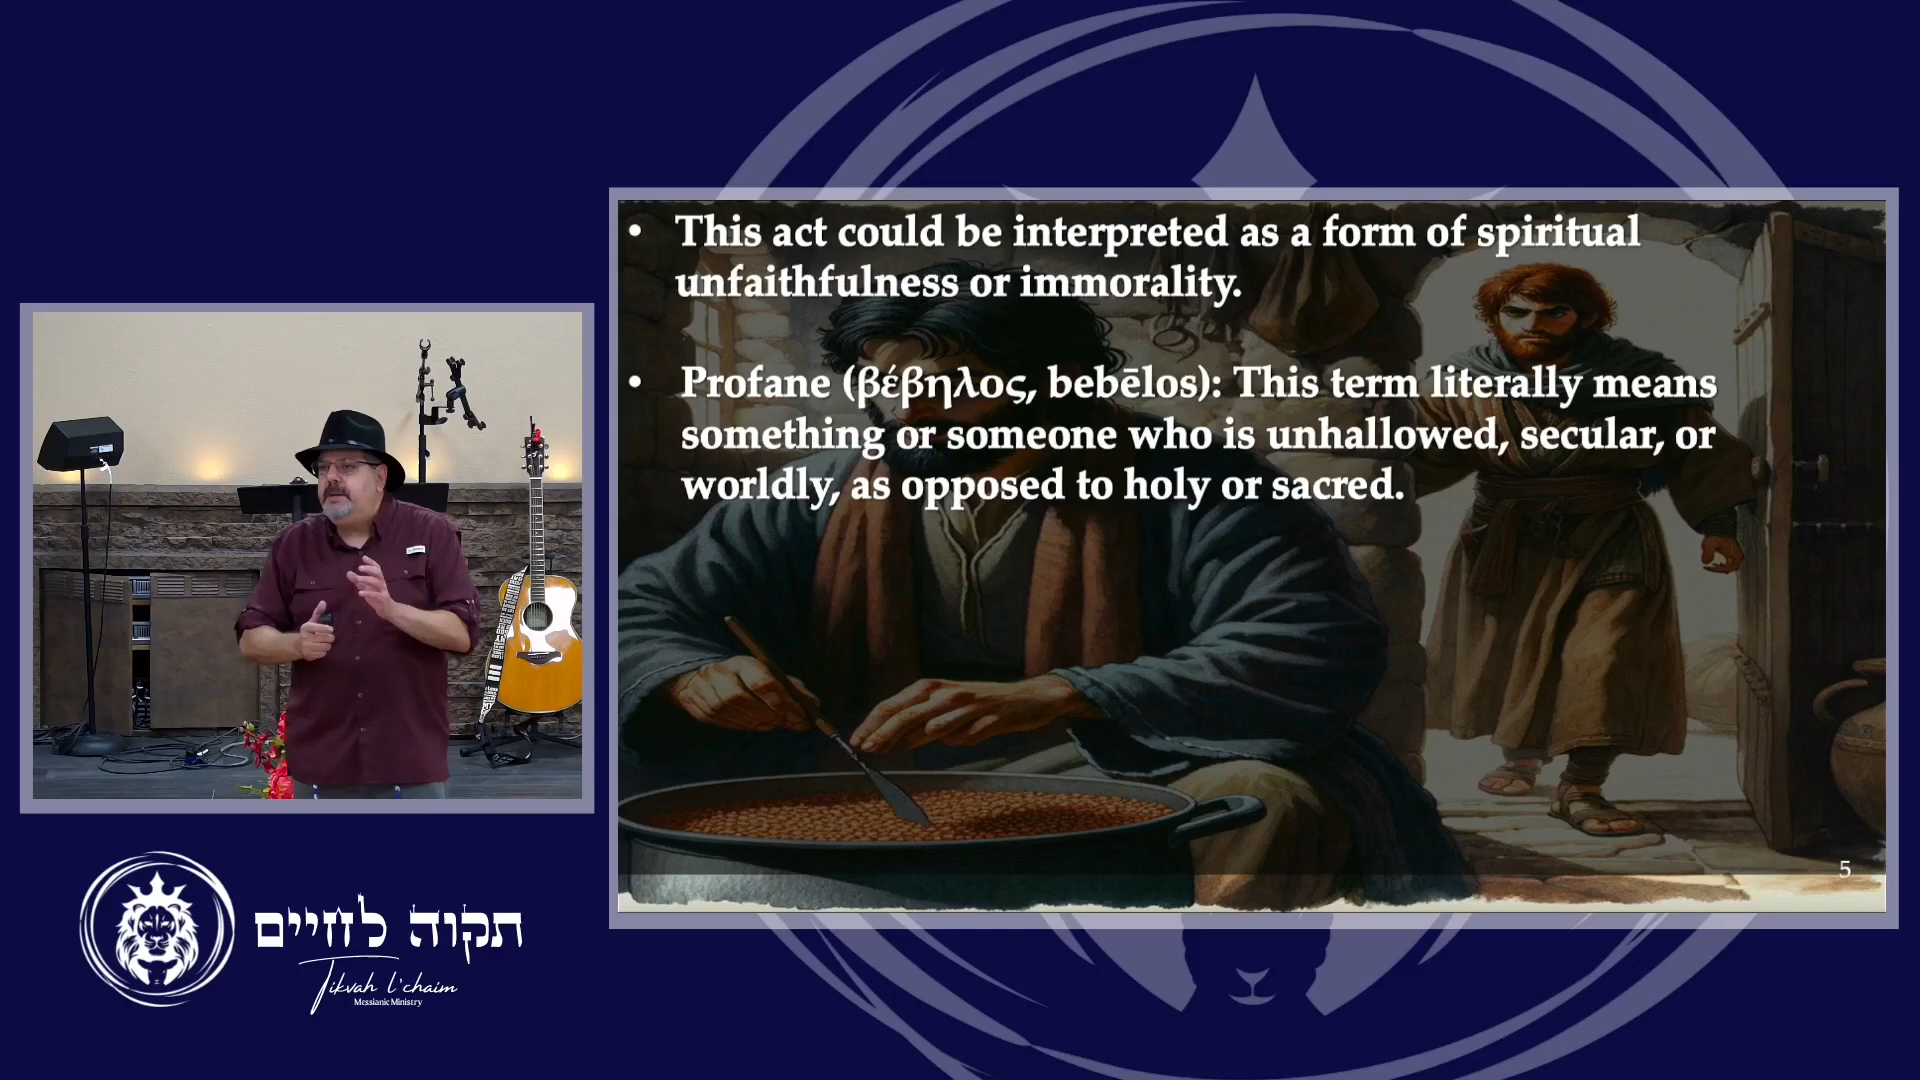 • This act could be interpreted as a form of spiritual
unfaithfulness or immorality.
• Profane (βέβηλος, bebēlos): This term literally means
something or someone who is unhallowed, secular, or
worldly, as opposed to holy or sacred.
5
תקוה לחיים
Tikvah l'chaim
Messianic Ministry